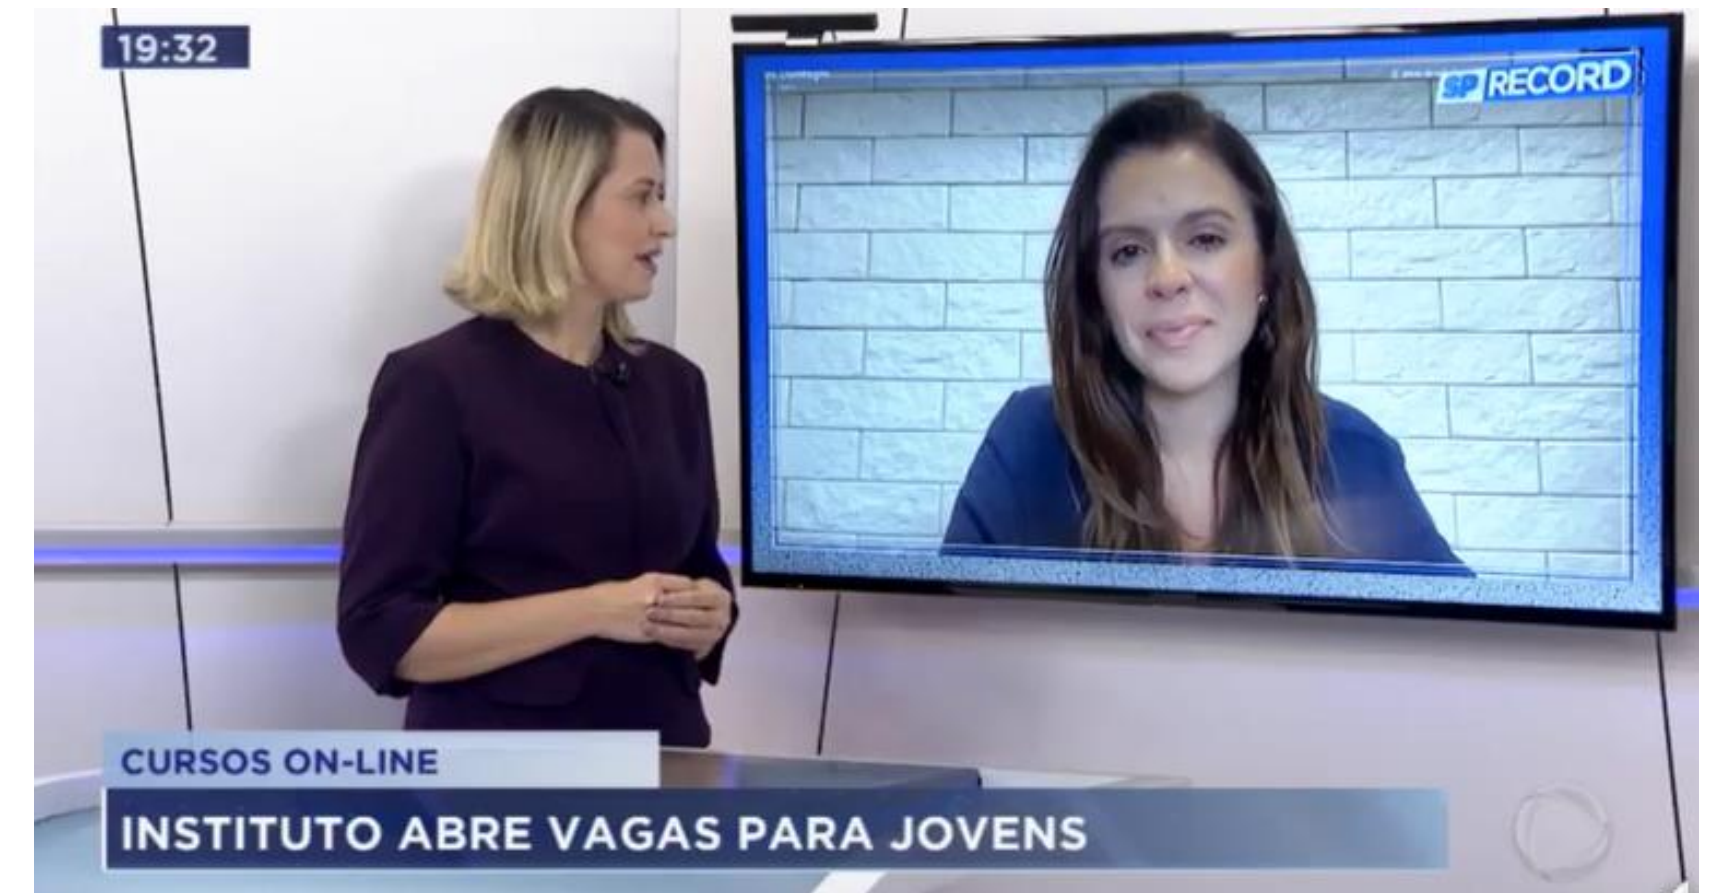 19:32
SP RECORD
CURSOS ON-LINE
INSTITUTO ABRE VAGAS PARA JOVENS